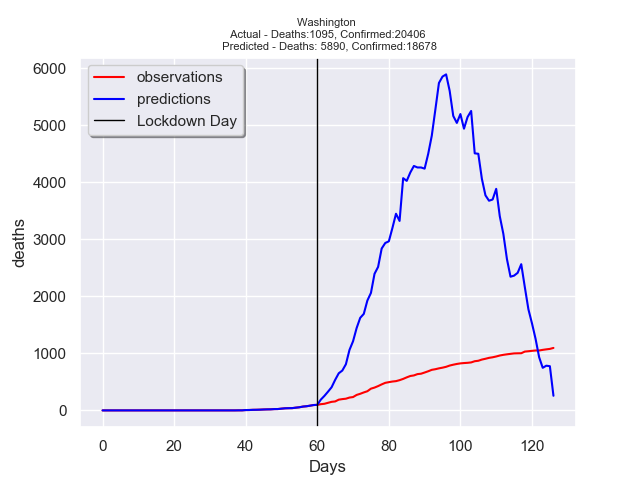 Washington
Actual - Deaths:1095, Confirmed:20406
Predicted - Deaths: 5890, Confirmed:18678
observations
predictions
Lockdown Day
6000
5000
4000
3000
2000
1000
0
deaths
0 20 40 60 80 100 120
Days